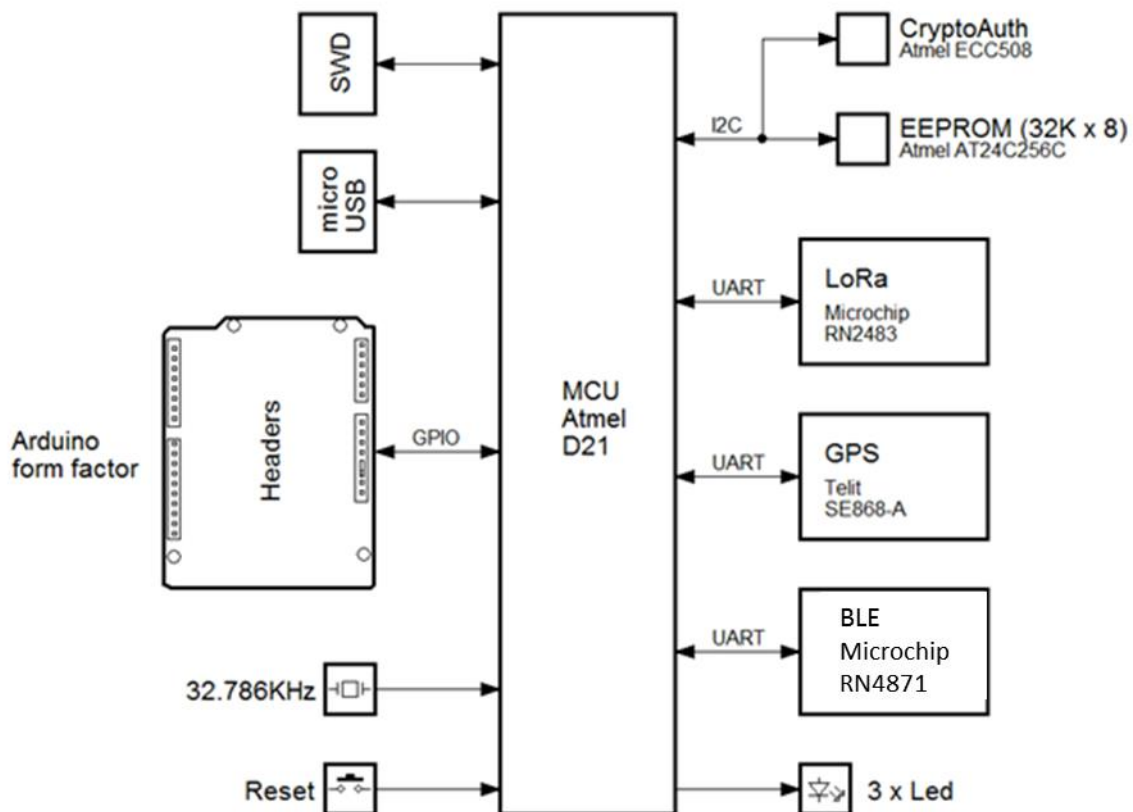 SWD
micro
USB
Arduino
form factor
Headers
GPIO
32.786KHz
Reset
MCU
Atmel
D21
I2C
CryptoAuth
Atmel ECC508
EEPROM (32K x 8)
Atmel AT24C256C
UART
LoRa
Microchip
RN2483
UART
GPS
Telit
SE868-A
UART
BLE
Microchip
RN4871
3 x Led